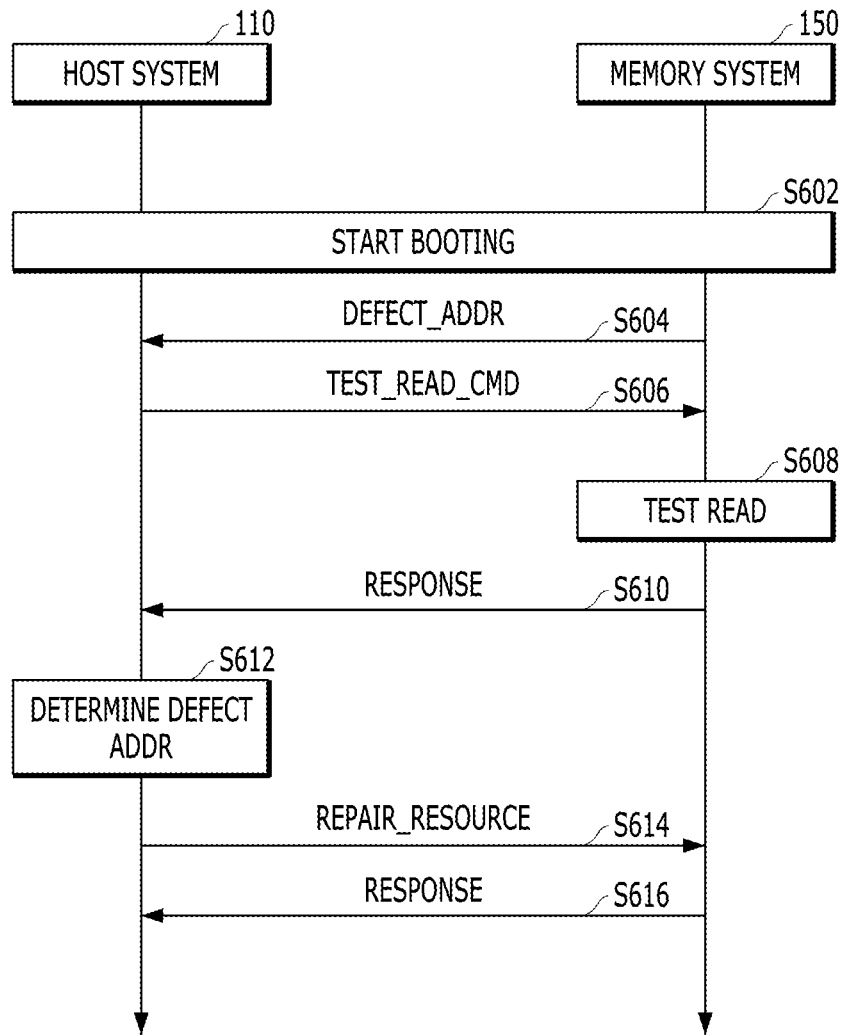 110
150
HOST SYSTEM
MEMORY SYSTEM
S602
START BOOTING
DEFECT_ADDR
S604
TEST_READ_CMD
S606
S608
TEST READ
RESPONSE
S610
S612
DETERMINE DEFECT
ADDR
REPAIR_RESOURCE
S614
RESPONSE
S616